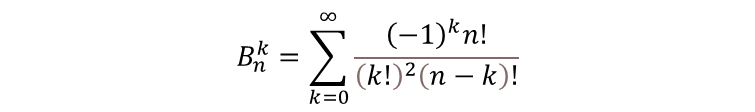 $B_n^k = \sum_{k=0}^{\infty} \frac{(-1)^k n!}{(k!)^2 (n-k)!}$